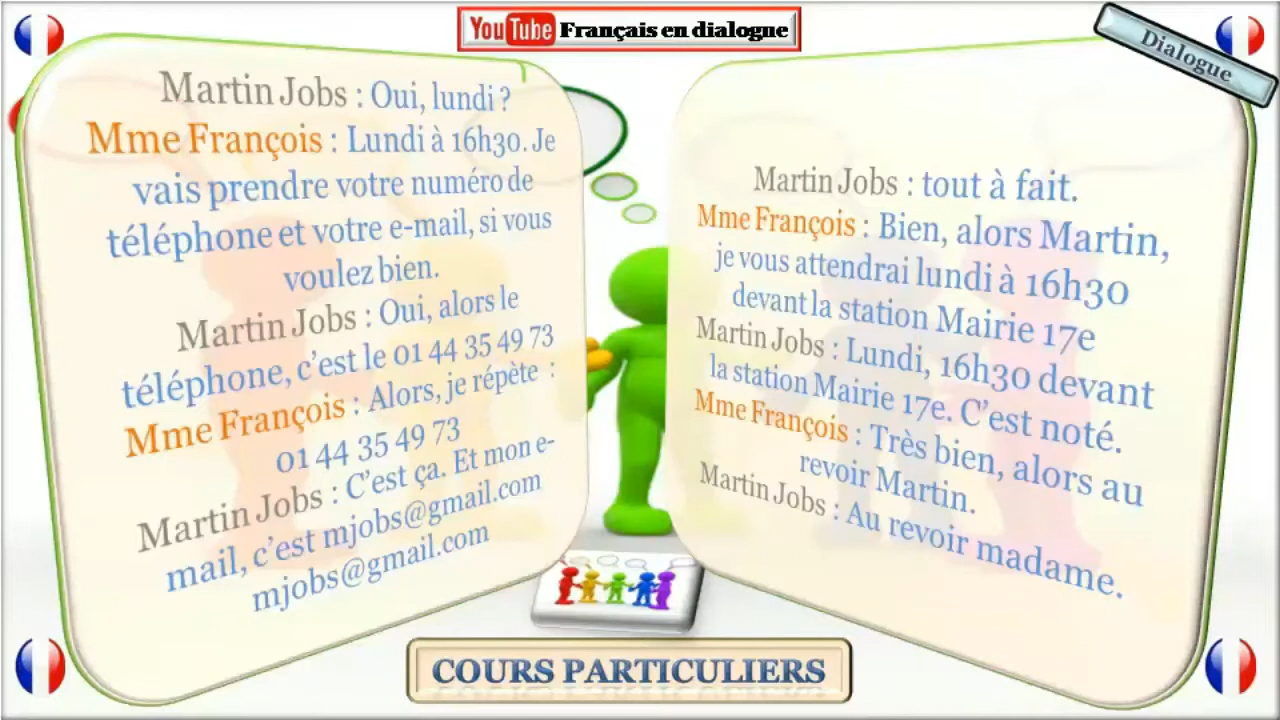 YouTube Français en dialogue
Dialogue
Martin Jobs : Oui, lundi ?
Mme François : Lundi à 16h30. Je
vais prendre votre numéro de
téléphone et votre e-mail, si vous
voulez bien.
Martin Jobs : Oui, alors le
téléphone, c’est le 01 44 35 49 73
Mme François : Alors, je répète :
01 44 35 49 73
Martin Jobs : C’est ça. Et mon e-
mail, c’est mjobs@gmail.com
mjobs@gmail.com
Martin Jobs : tout à fait.
Mme François : Bien, alors Martin,
je vous attendrai lundi à 16h30
devant la station Mairie 17e
Martin Jobs : Lundi, 16h30 devant
la station Mairie 17e. C’est noté.
Mme François : Très bien, alors au
revoir Martin.
Martin Jobs : Au revoir madame.
COURS PARTICULIERS